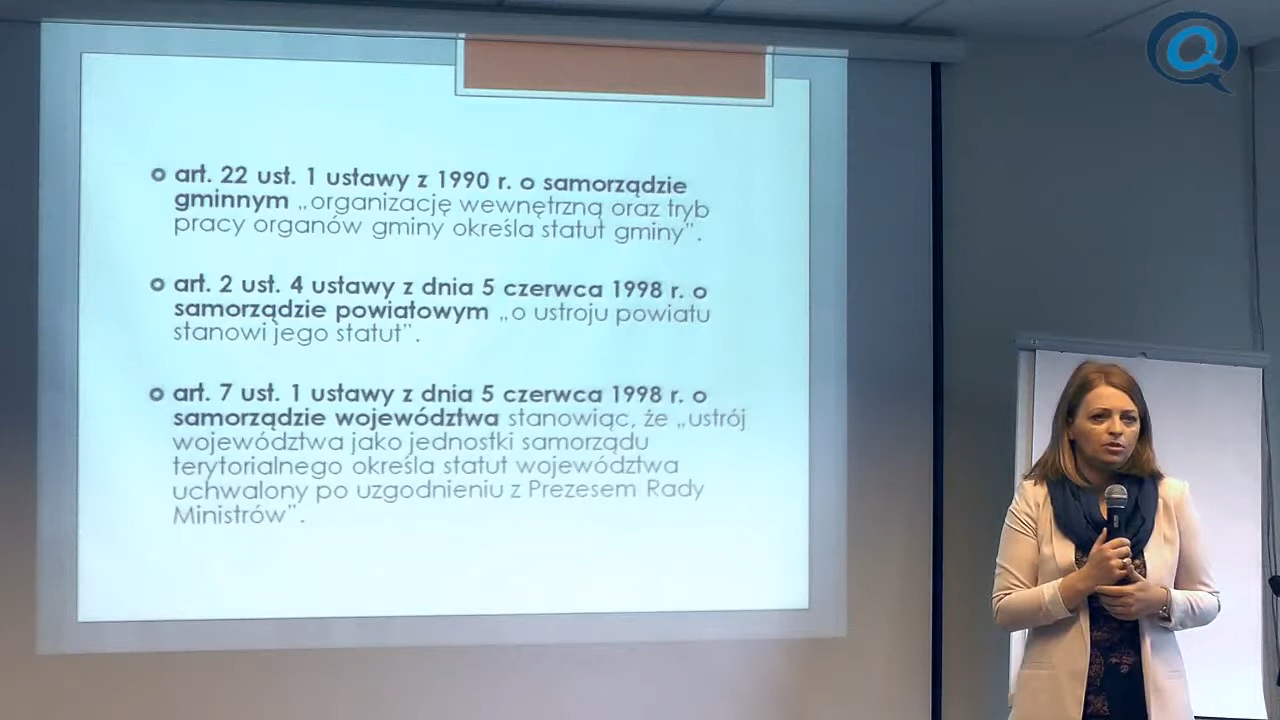 art. 22 ust. 1 ustawy z 1990 r. o samorządzie
gminnym „organizację wewnętrzną oraz tryb
pracy organów gminy określa statut gminy”.
art. 2 ust. 4 ustawy z dnia 5 czerwca 1998 r. o
samorządzie powiatowym „o ustroju powiatu
stanowi jego statut”.
art. 7 ust. 1 ustawy z dnia 5 czerwca 1998 r. o
samorządzie województwa stanowiąc, że „ustrój
województwa jako jednostki samorządu
terytorialnego określa statut województwa
uchwalony po uzgodnieniu z Prezesem Rady
Ministrów”.